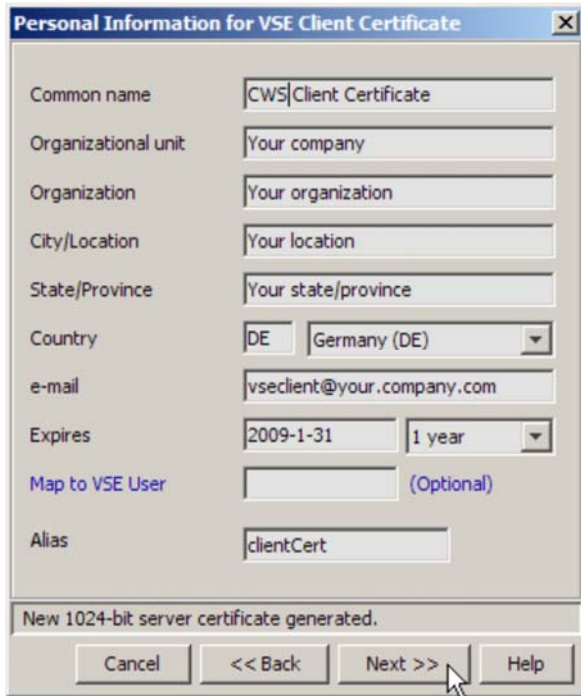 Personal Information for VSE Client Certificate
Common name CWS Client Certificate
Organizational unit Your company
Organization Your organization
City/Location Your location
State/Province Your state/province
Country DE Germany (DE)
e-mail vseclient@your.company.com
Expires 2009-1-31 1 year
Map to VSE User (Optional)
Alias clientCert
New 1024-bit server certificate generated.
Cancel << Back Next >> Help